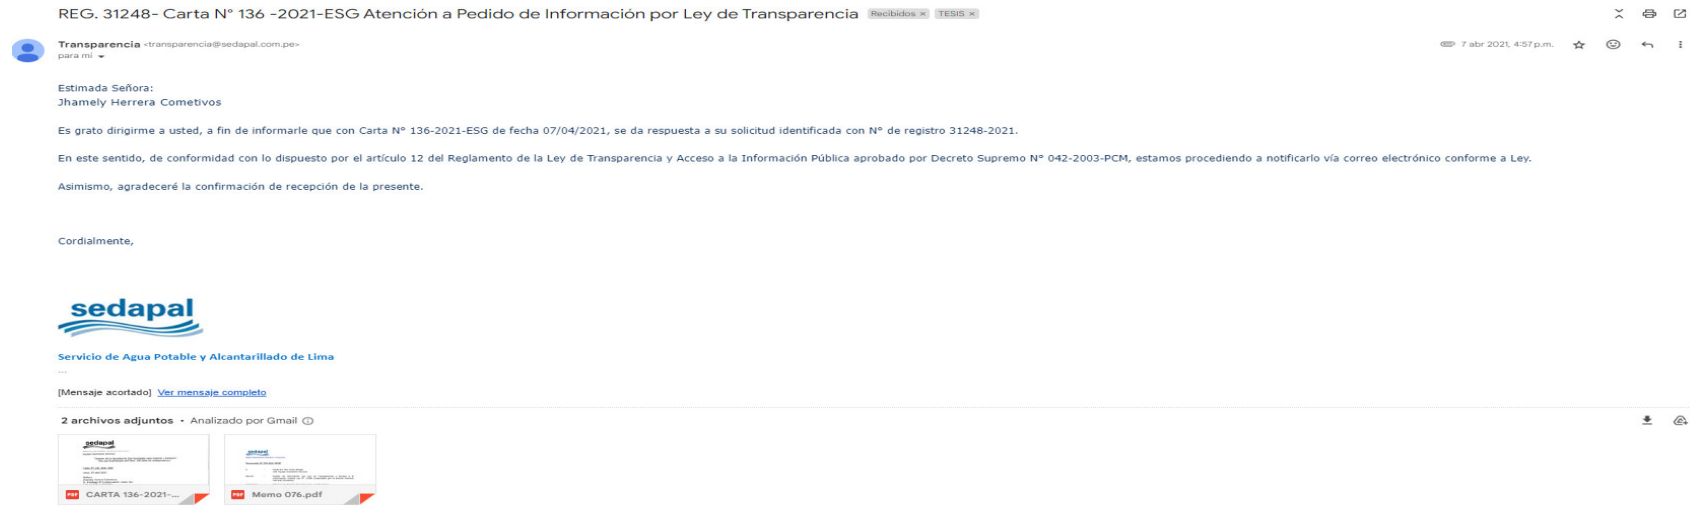 REG. 31248- Carta N° 136 -2021-ESG Atención a Pedido de Información por Ley de Transparencia Recibidos × TESIS ×
Transparencia <transparencia@sedapal.com.pe> 7 abr 2021, 4:57 p.m.
para mi
Estimada Señora:
Jhamely Herrera Cometivos
Es grato dirigirme a usted, a fin de informarle que con Carta N° 136-2021-ESG de fecha 07/04/2021, se da respuesta a su solicitud identificada con N° de registro 31248-2021.
En este sentido, de conformidad con lo dispuesto por el artículo 12 del Reglamento de la Ley de Transparencia y Acceso a la Información Pública aprobado por Decreto Supremo N° 042-2003-PCM, estamos procediendo a notificarlo vía correo electrónico conforme a Ley.
Asimismo, agradeceré la confirmación de recepción de la presente.
Cordialmente,
sedapal
Servicio de Agua Potable y Alcantarillado de Lima
...
[Mensaje acortado] Ver mensaje completo
2 archivos adjuntos • Analizado por Gmail
sedapal
sedapal
PDF CARTA 136-2021-...
PDF Memo 076.pdf